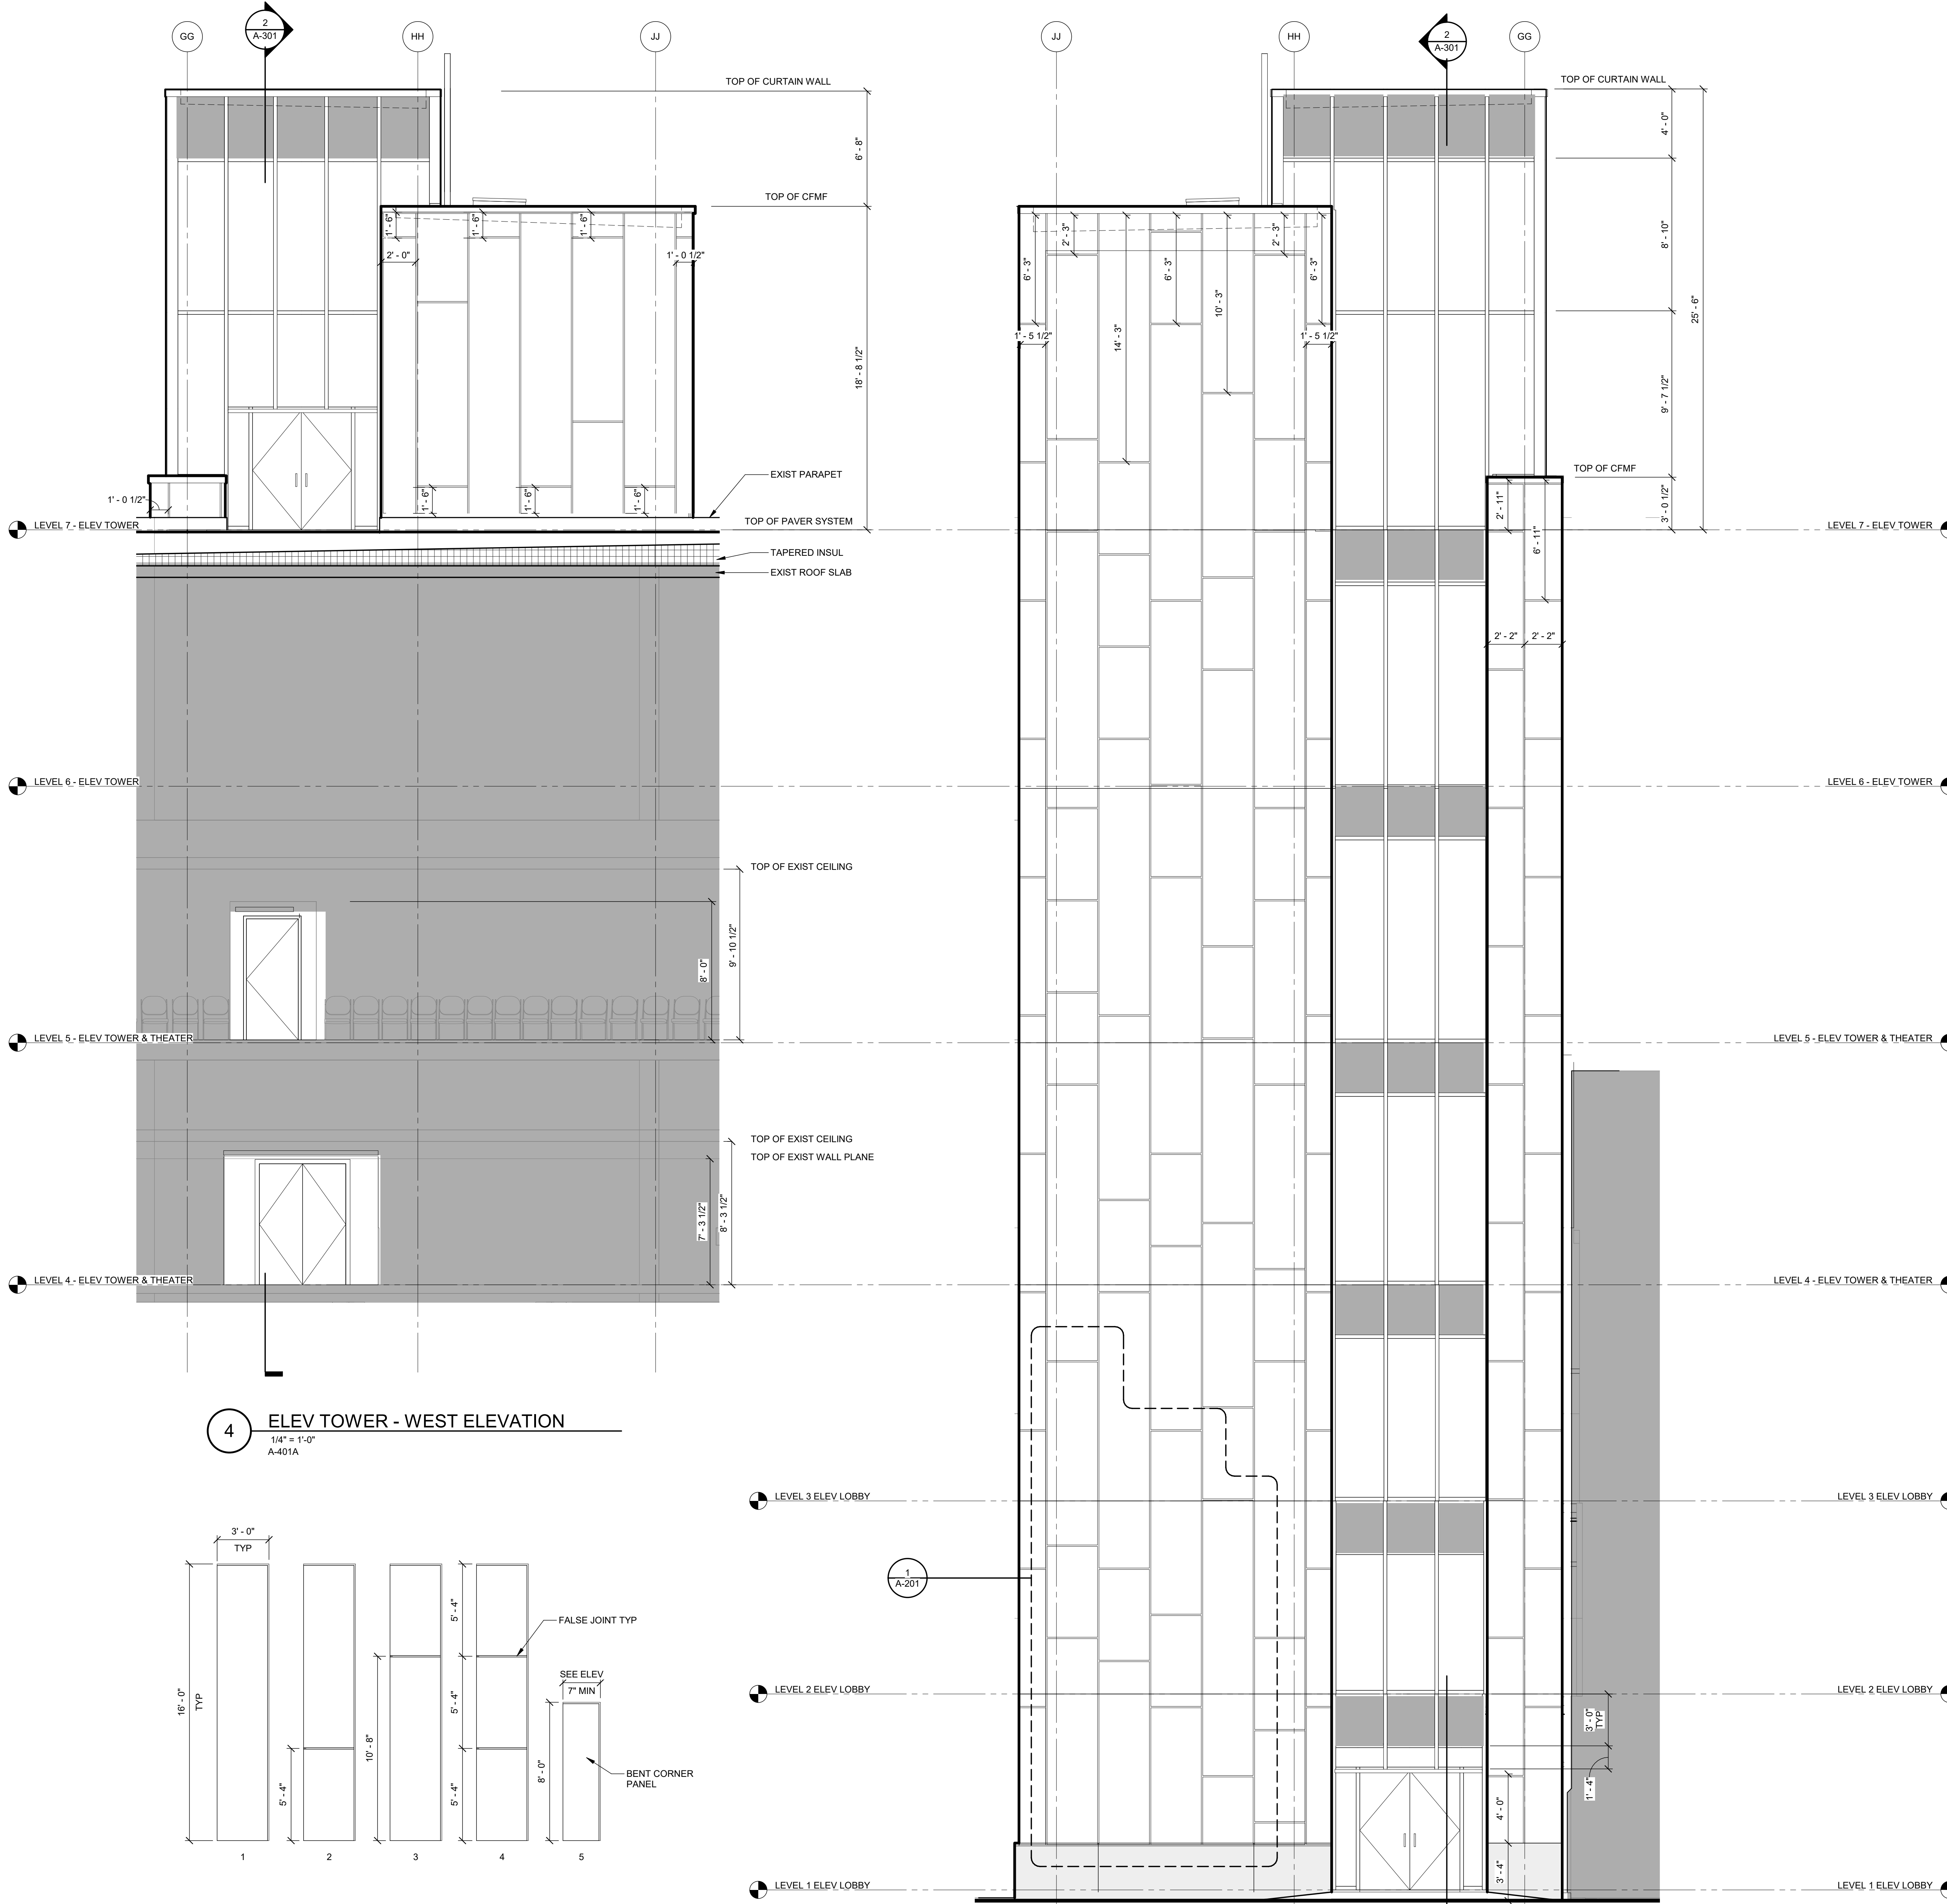 GG
2
A-301
HH
JJ
TOP OF CURTAIN WALL
6' - 8"
TOP OF CFMF
18' - 8 1/2"
1' - 6"
1' - 6"
1' - 6"
2' - 0"
1' - 0 1/2"
1' - 0 1/2"
1' - 6"
1' - 6"
1' - 6"
EXIST PARAPET
TOP OF PAVER SYSTEM
LEVEL 7 - ELEV TOWER
TAPERED INSUL
EXIST ROOF SLAB
LEVEL 6 - ELEV TOWER
TOP OF EXIST CEILING
8' - 0"
9' - 10 1/2"
LEVEL 5 - ELEV TOWER & THEATER
TOP OF EXIST CEILING
TOP OF EXIST WALL PLANE
7' - 3 1/2"
8' - 3 1/2"
LEVEL 4 - ELEV TOWER & THEATER
4
ELEV TOWER - WEST ELEVATION
1/4" = 1'-0"
A-401A
3' - 0"
TYP
16' - 0"
TYP
5' - 4"
10' - 8"
5' - 4"
5' - 4"
5' - 4"
FALSE JOINT TYP
SEE ELEV
7" MIN
8' - 0"
BENT CORNER
PANEL
1
2
3
4
5
JJ
HH
2
A-301
GG
TOP OF CURTAIN WALL
4' - 0"
8' - 10"
25' - 6"
9' - 7 1/2"
TOP OF CFMF
3' - 0 1/2"
6' - 3"
2' - 3"
14' - 3"
6' - 3"
10' - 3"
2' - 3"
6' - 3"
1' - 5 1/2"
1' - 5 1/2"
2' - 11"
6' - 11"
2' - 2"
2' - 2"
LEVEL 7 - ELEV TOWER
LEVEL 6 - ELEV TOWER
LEVEL 5 - ELEV TOWER & THEATER
LEVEL 4 - ELEV TOWER & THEATER
LEVEL 3 ELEV LOBBY
LEVEL 3 ELEV LOBBY
1
A-201
LEVEL 2 ELEV LOBBY
LEVEL 2 ELEV LOBBY
3' - 0"
TYP
1' - 4"
4' - 0"
3' - 4"
LEVEL 1 ELEV LOBBY
LEVEL 1 ELEV LOBBY